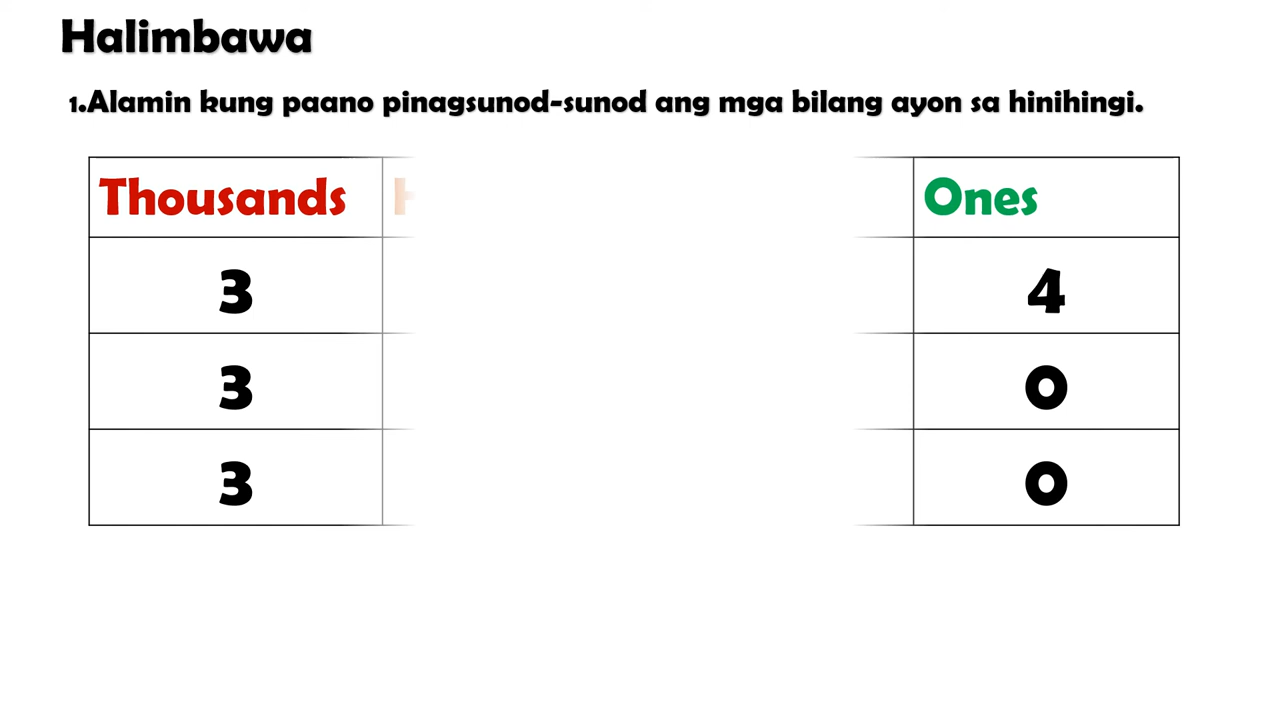 Halimbawa
1.Alamin kung paano pinagsunod-sunod ang mga bilang ayon sa hinihingi.
Thousands Ones
3 4
3 0
3 0